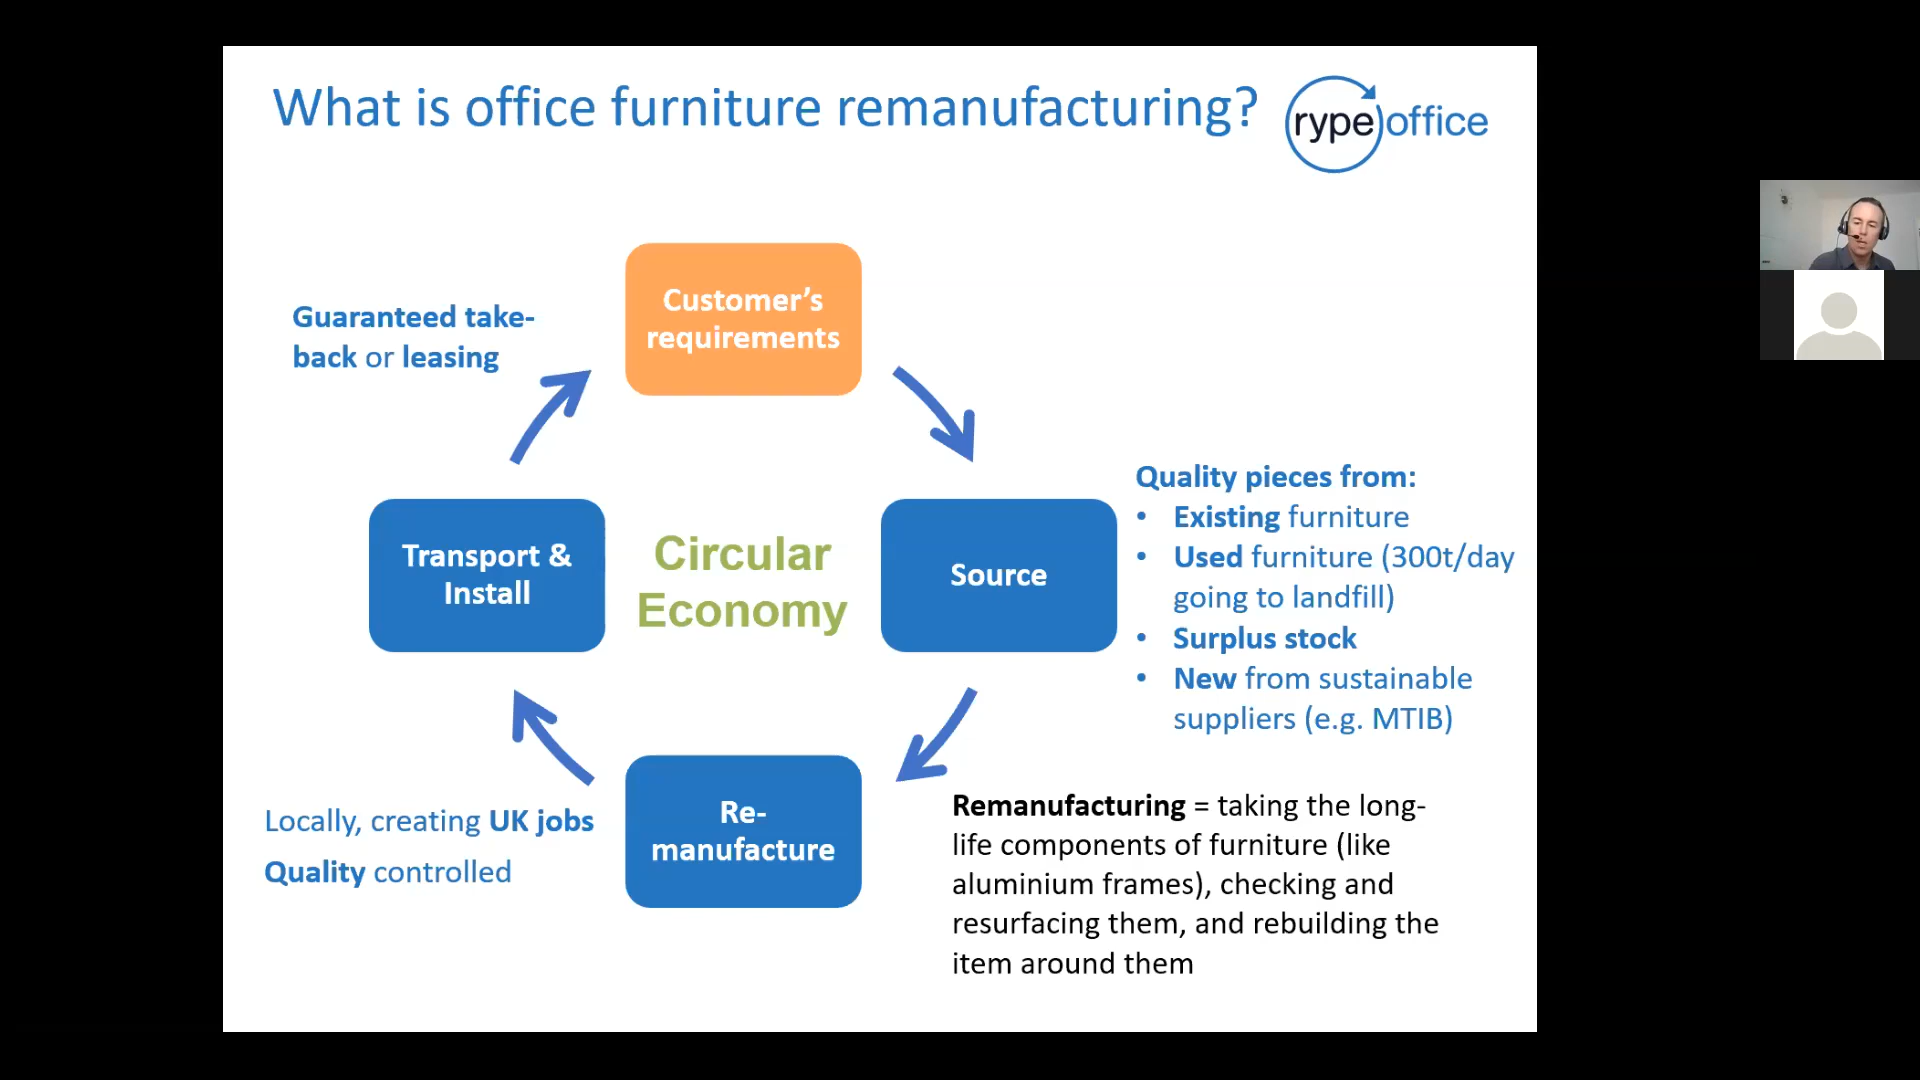 What is office furniture remanufacturing?
rype office
Customer’s
requirements
Guaranteed take-
back or leasing
Quality pieces from:
• Existing furniture
• Used furniture (300t/day
going to landfill)
• Surplus stock
• New from sustainable
suppliers (e.g. MTIB)
Transport &
Install
Circular
Economy
Source
Re-
manufacture
Locally, creating UK jobs
Quality controlled
Remanufacturing = taking the long-
life components of furniture (like
aluminium frames), checking and
resurfacing them, and rebuilding the
item around them